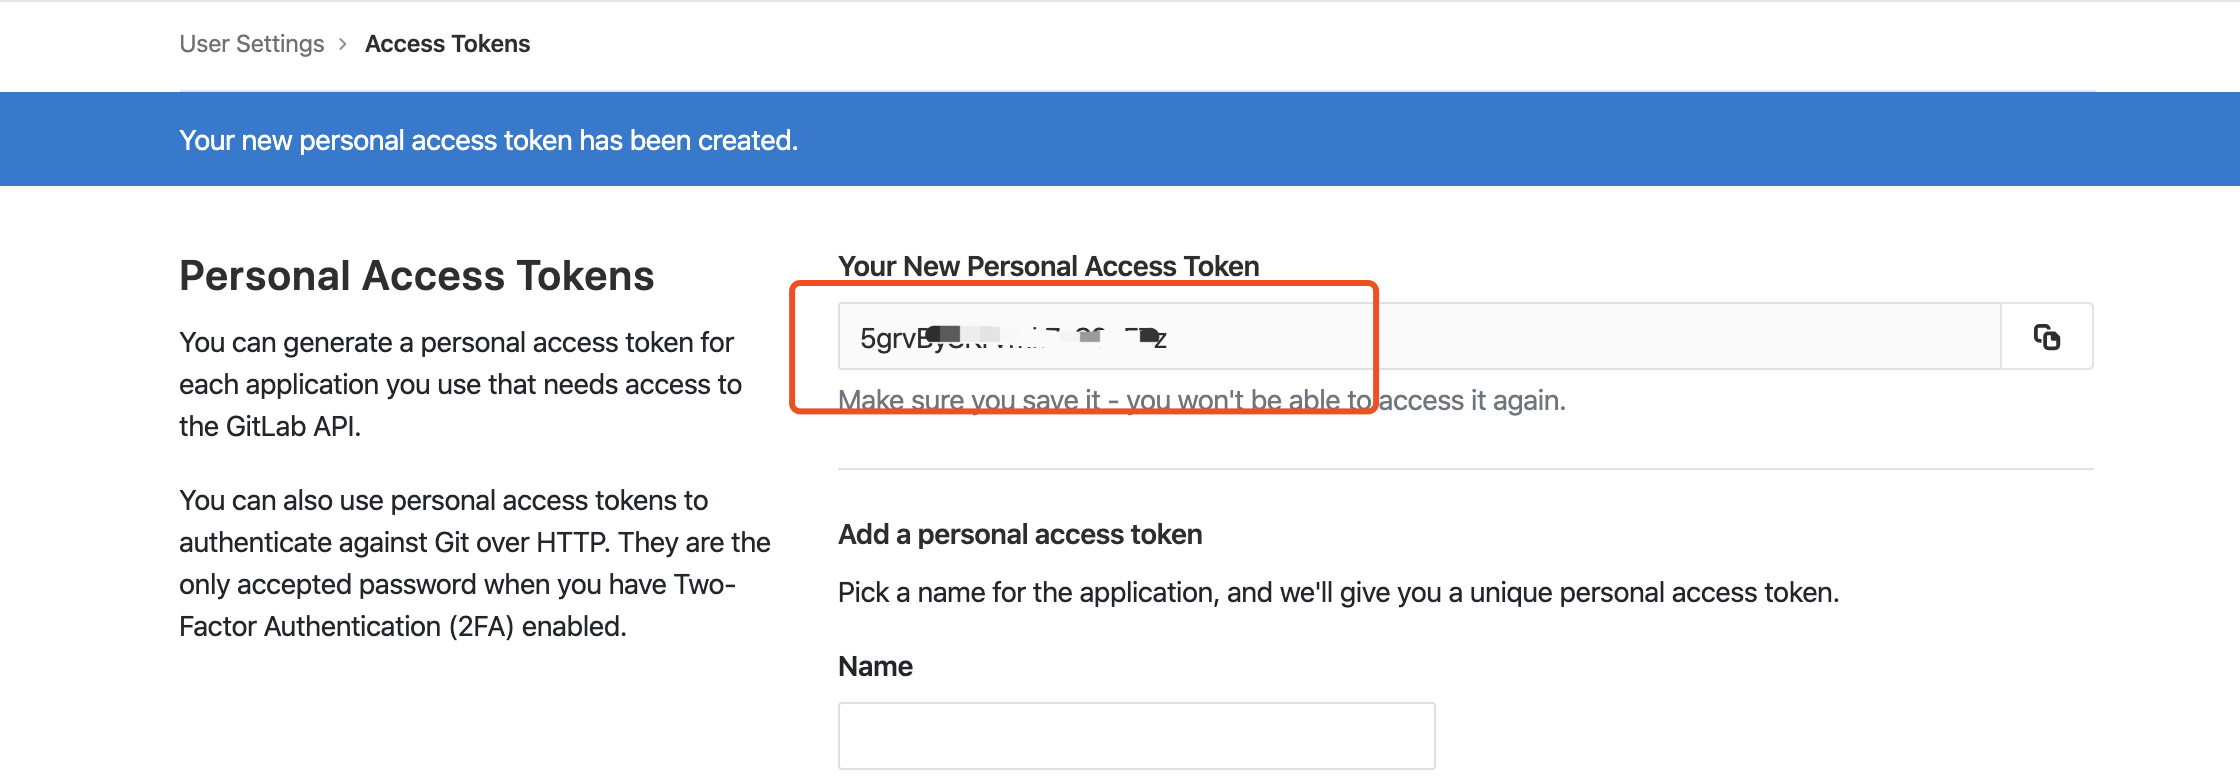 User Settings > Access Tokens
Your new personal access token has been created.
Personal Access Tokens
You can generate a personal access token for
each application you use that needs access to
the GitLab API.
You can also use personal access tokens to
authenticate against Git over HTTP. They are the
only accepted password when you have Two-
Factor Authentication (2FA) enabled.
Your New Personal Access Token
Make sure you save it - you won't be able to access it again.
Add a personal access token
Pick a name for the application, and we'll give you a unique personal access token.
Name